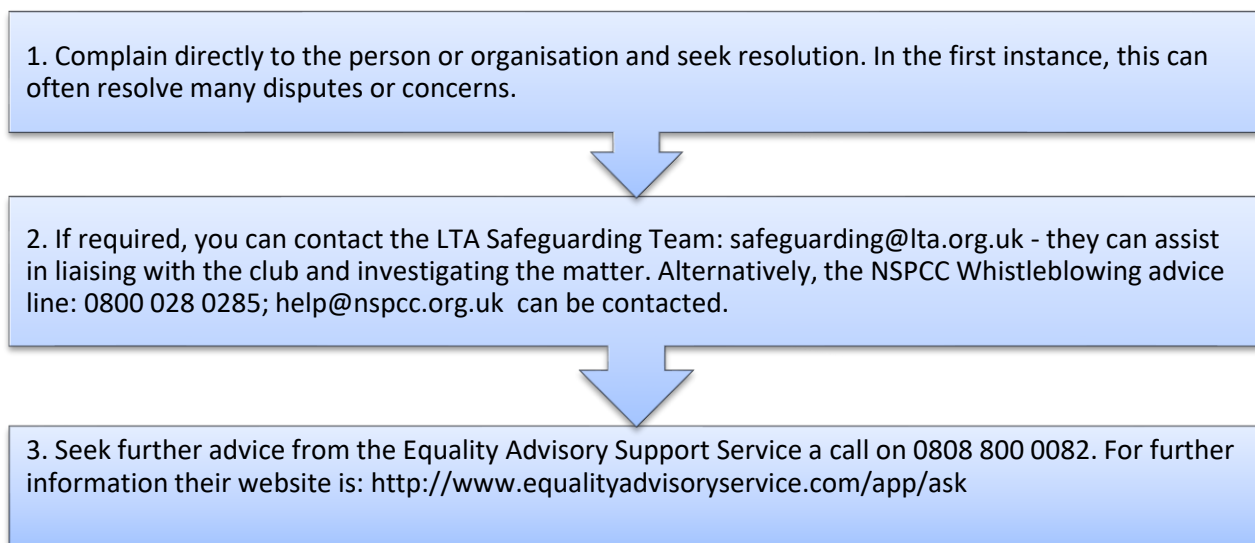 1. Complain directly to the person or organisation and seek resolution. In the first instance, this can
often resolve many disputes or concerns.
2. If required, you can contact the LTA Safeguarding Team: safeguarding@lta.org.uk - they can assist
in liaising with the club and investigating the matter. Alternatively, the NSPCC Whistleblowing advice
line: 0800 028 0285; help@nspcc.org.uk  can be contacted.
3. Seek further advice from the Equality Advisory Support Service a call on 0808 800 0082. For further
information their website is: http://www.equalityadvisoryservice.com/app/ask